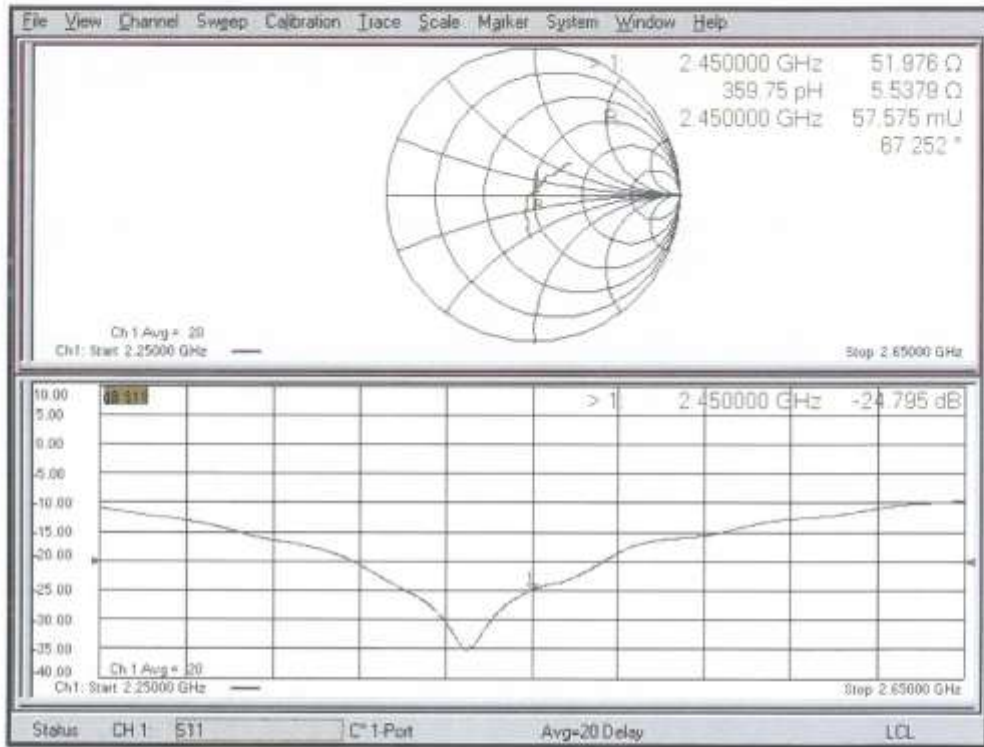 File View Channel Sweep Calibration Trace Scale Marker System Window Help
> 1 2.450000 GHz 51.976 Ω
359.75 pH 5.5379 Ω
2.450000 GHz 57.575 mU
67.252 °
Ch 1 Avg = 20
Ch1: Start 2.25000 GHz
Stop 2.65000 GHz
10.00
dB S11
> 1 2.450000 GHz -24.795 dB
5.00
0.00
-5.00
-10.00
-15.00
-20.00
-25.00
-30.00
-35.00
-40.00
Ch 1 Avg = 20
Ch1: Start 2.25000 GHz
Stop 2.65000 GHz
Status CH 1: S11 C* 1-Port Avg=20 Delay LCL